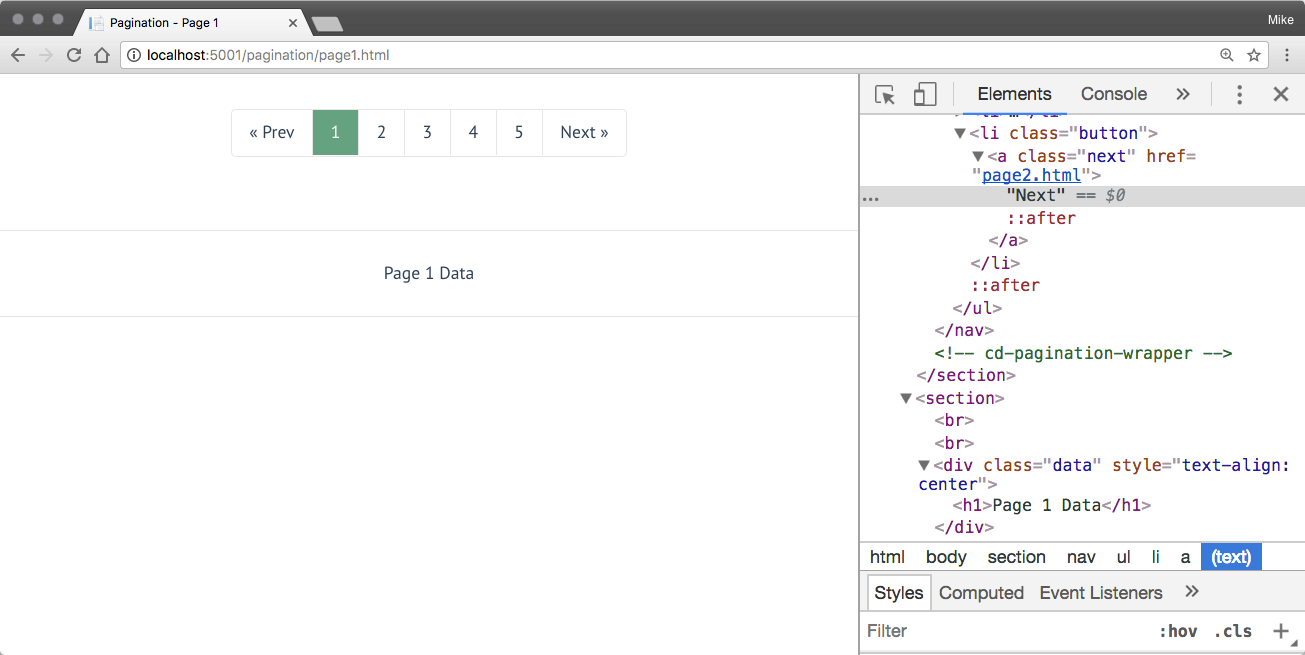 Pagination - Page 1
Mike
localhost:5001/pagination/page1.html
« Prev 1 2 3 4 5 Next »
Page 1 Data
Elements Console »
<li class="button">
<a class="next" href=
"page2.html">
... "Next" == $0
::after
</a>
</li>
::after
</ul>
</nav>
<!-- cd-pagination-wrapper -->
</section>
<section>
<br>
<br>
<div class="data" style="text-align:
center">
<h1>Page 1 Data</h1>
</div>
html body section nav ul li a (text)
Styles Computed Event Listeners »
Filter :hov .cls +